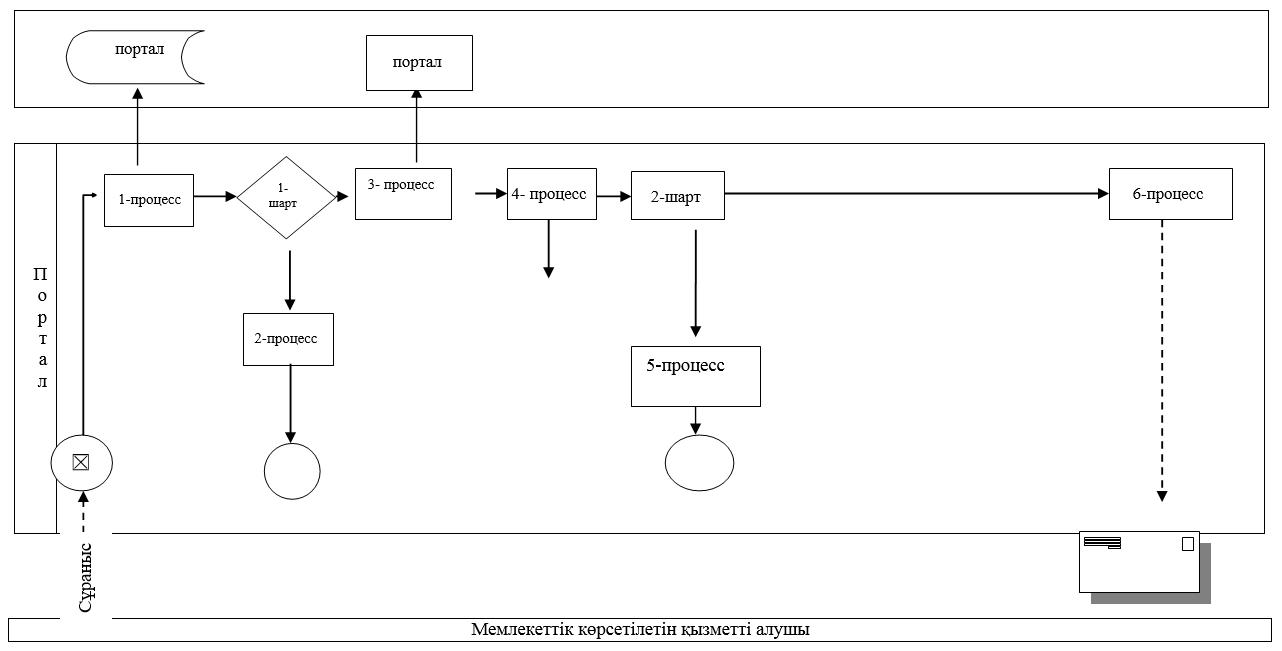 портал
портал
1-процесс
1-
шарт
3- процесс
4- процесс
2-шарт
6-процесс
Портал
2-процесс
5-процесс
Сұраныс
Мемлекеттік көрсетілетін қызметті алушы